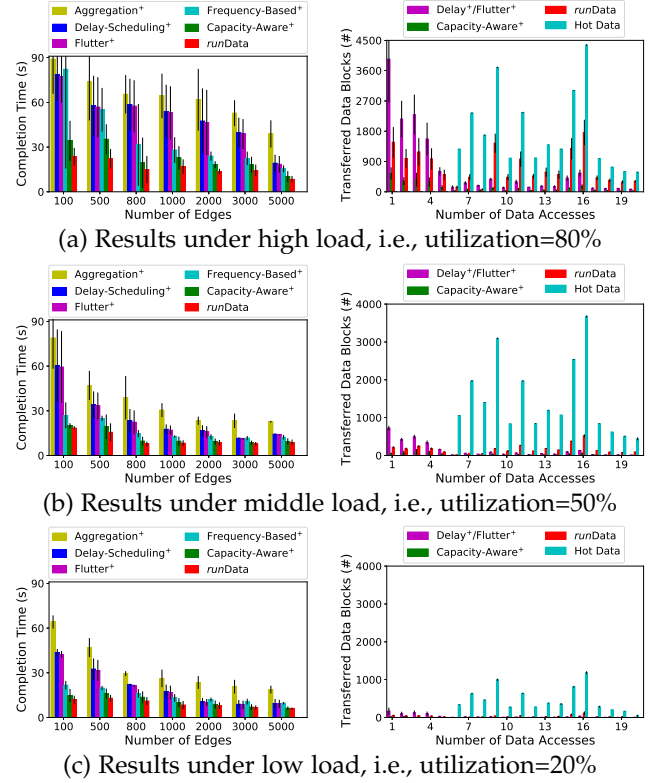 Aggregation+ Frequency-Based+
Delay-Scheduling+ Capacity-Aware+
Flutter+ runData
Completion Time (s)
90
60
30
0
100 500 800 1000 2000 3000 5000
Number of Edges
Delay+/Flutter+ runData
Capacity-Aware+ Hot Data
Transferred Data Blocks (#)
4500
3600
2700
1800
900
0
1 4 7 10 13 16 19
Number of Data Accesses
(a) Results under high load, i.e., utilization=80%
Aggregation+ Frequency-Based+
Delay-Scheduling+ Capacity-Aware+
Flutter+ runData
Completion Time (s)
90
60
30
0
100 500 800 1000 2000 3000 5000
Number of Edges
Delay+/Flutter+ runData
Capacity-Aware+ Hot Data
Transferred Data Blocks (#)
4000
3000
2000
1000
0
1 4 7 10 13 16 19
Number of Data Accesses
(b) Results under middle load, i.e., utilization=50%
Aggregation+ Frequency-Based+
Delay-Scheduling+ Capacity-Aware+
Flutter+ runData
Completion Time (s)
90
60
30
0
100 500 800 1000 2000 3000 5000
Number of Edges
Delay+/Flutter+ runData
Capacity-Aware+ Hot Data
Transferred Data Blocks (#)
4000
3000
2000
1000
0
1 4 7 10 13 16 19
Number of Data Accesses
(c) Results under low load, i.e., utilization=20%